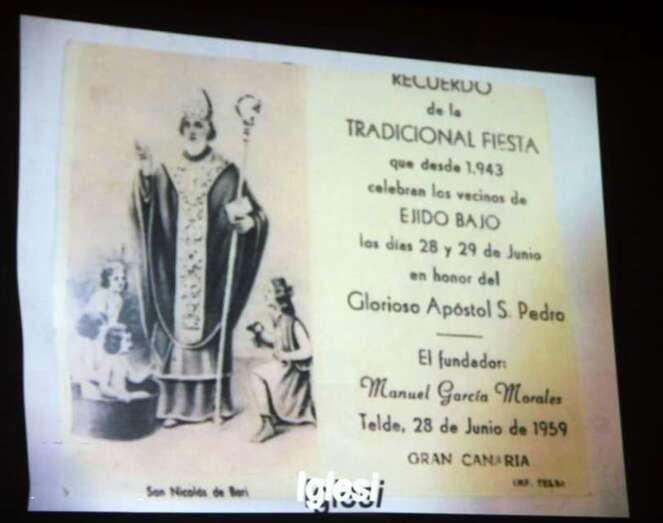 RECUERDO
de la
TRADICIONAL FIESTA
que desde 1.943
celebran los vecinos de
EJIDO BAJO
los días 28 y 29 de Junio
en honor del
Glorioso Apóstol S. Pedro
El fundador:
Manuel García Morales
Telde, 28 de Junio de 1959
GRAN CANARIA
San Nicolás de Bari